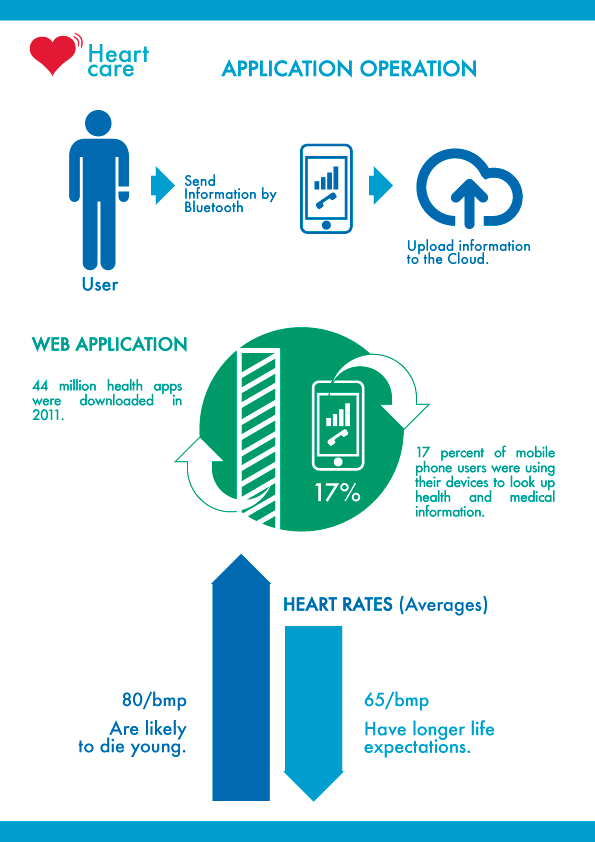 Heart
care
APPLICATION OPERATION
Send
Information by
Bluetooth
Upload information
to the Cloud.
User
WEB APPLICATION
44 million health apps
were downloaded in
2011.
17 percent of mobile
phone users were using
their devices to look up
health and medical
information.
17%
HEART RATES (Averages)
80/bmp
Are likely
to die young.
65/bmp
Have longer life
expectations.